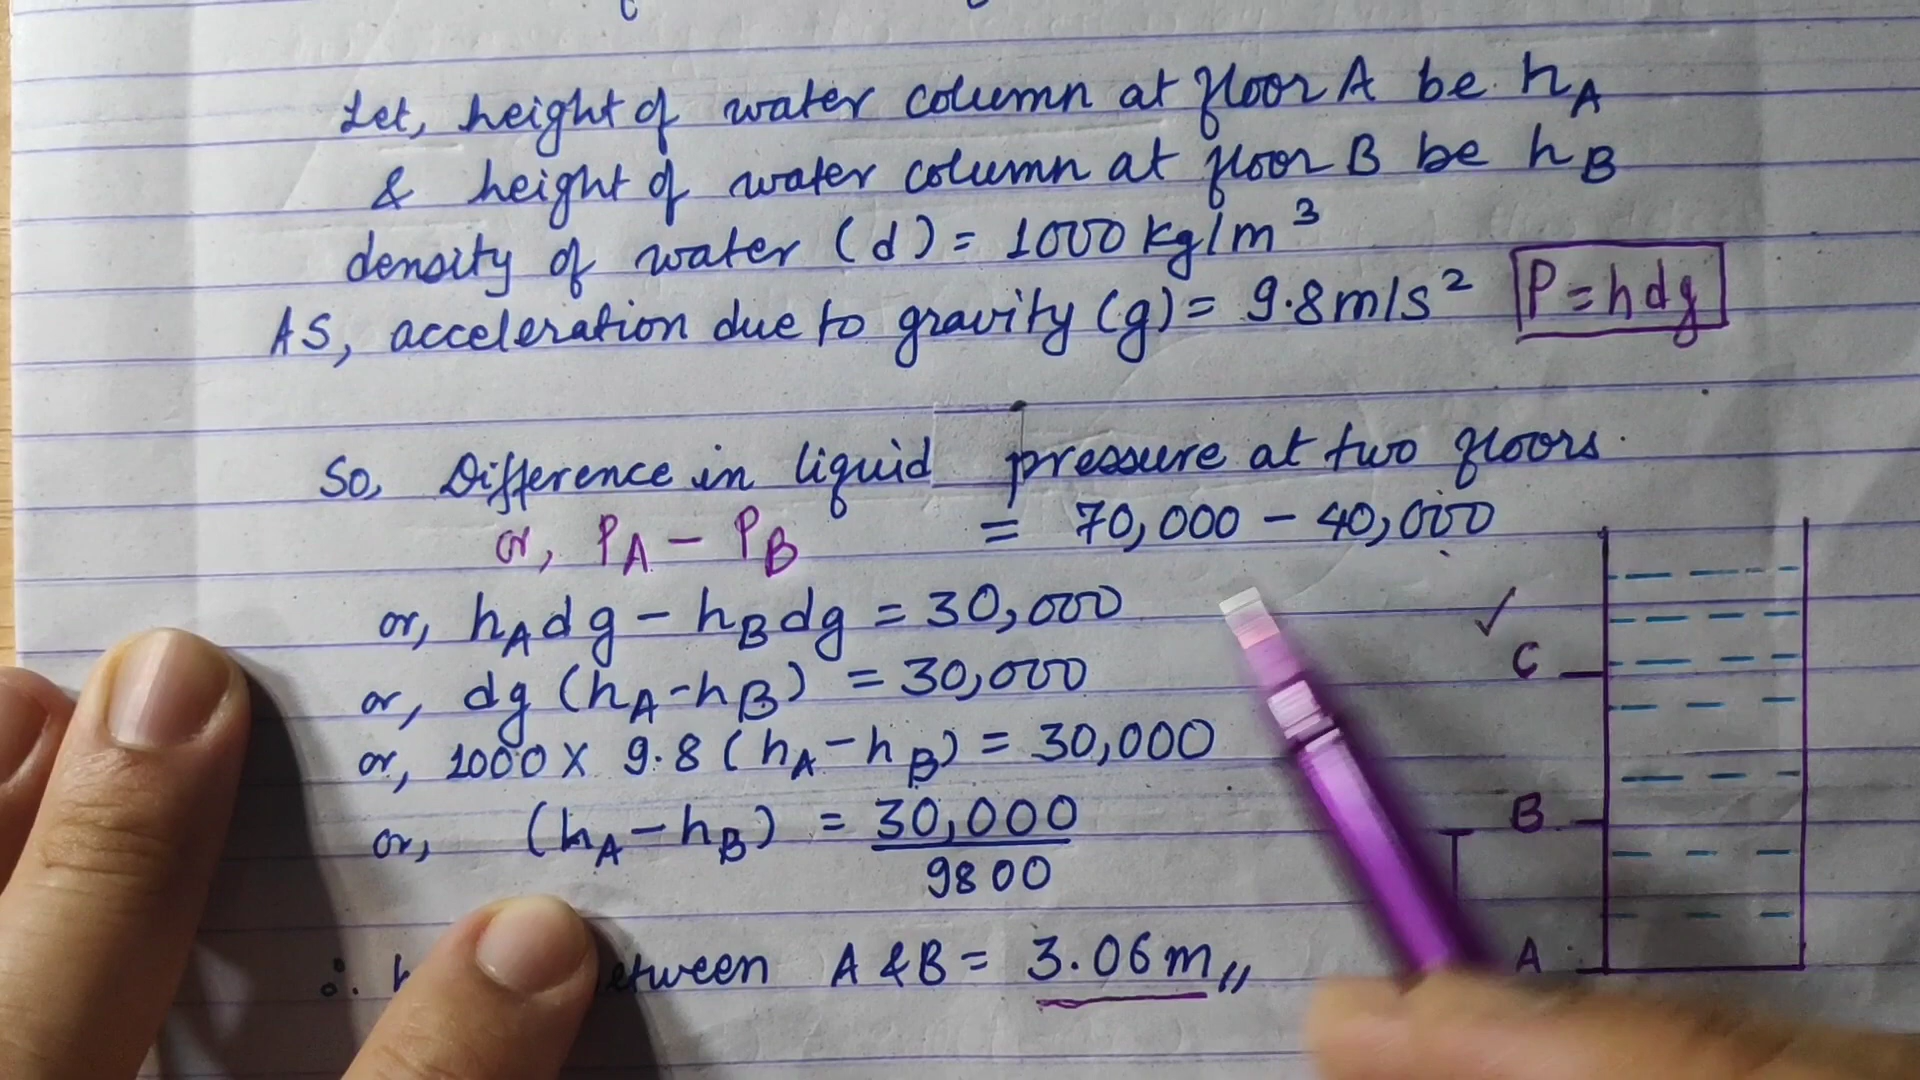 Let, height of water column at floor A be hA
& height of water column at floor B be hB
density of water (d) = 1000 kg/m³
AS, acceleration due to gravity (g) = 9.8m/s² P = hdg
So, Difference in liquid pressure at two floors.
or, PA - PB = 70,000 - 40,000
or, hAdg - hBdg = 30,000
or, dg (hA-hB) = 30,000
or, 1000 x 9.8 (hA-hB) = 30,000
or, (hA-hB) = 30,000
9800
∴ A & B = 3.06m,,
✓
C
B
A